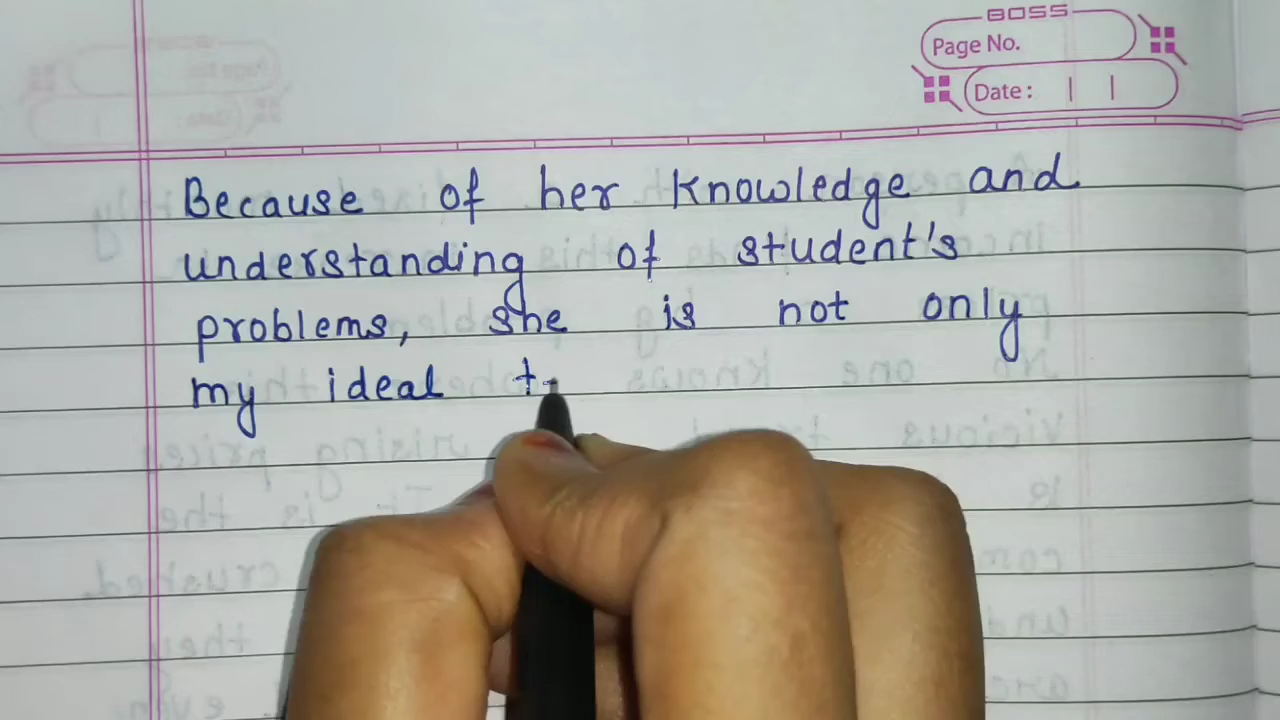 BOSS
Page No.
Date :
Because of her knowledge and
understanding of student's
problems, she is not only
my ideal t